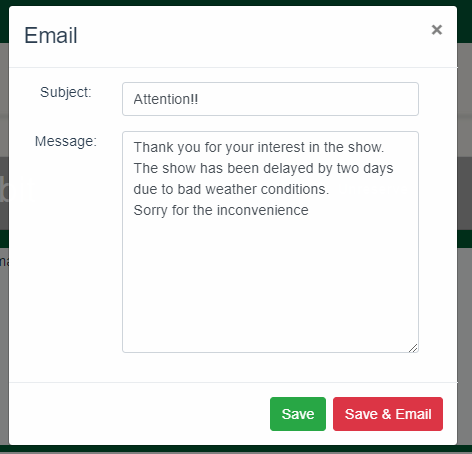 Email
×
Subject:
Attention!!
Message:
Thank you for your interest in the show.
The show has been delayed by two days
due to bad weather conditions.
Sorry for the inconvenience
Save
Save & Email